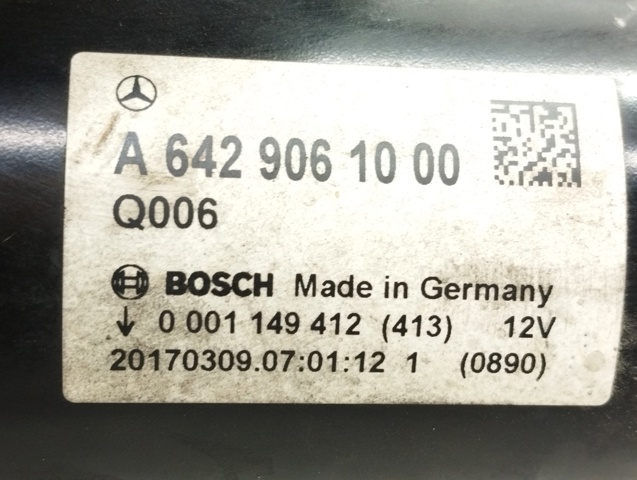 A 642 906 10 00
Q006
BOSCH Made in Germany
↓ 0 001 149 412 (413) 12V
20170309.07:01:12 1 (0890)